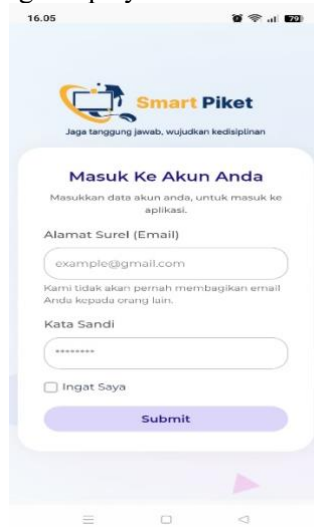 16.05
79
Smart Piket
Jaga tanggung jawab, wujudkan kedisiplinan
Masuk Ke Akun Anda
Masukkan data akun anda, untuk masuk ke
aplikasi.
Alamat Surel (Email)
example@gmail.com
Kami tidak akan pernah membagikan email
Anda kepada orang lain.
Kata Sandi
********
Ingat Saya
Submit